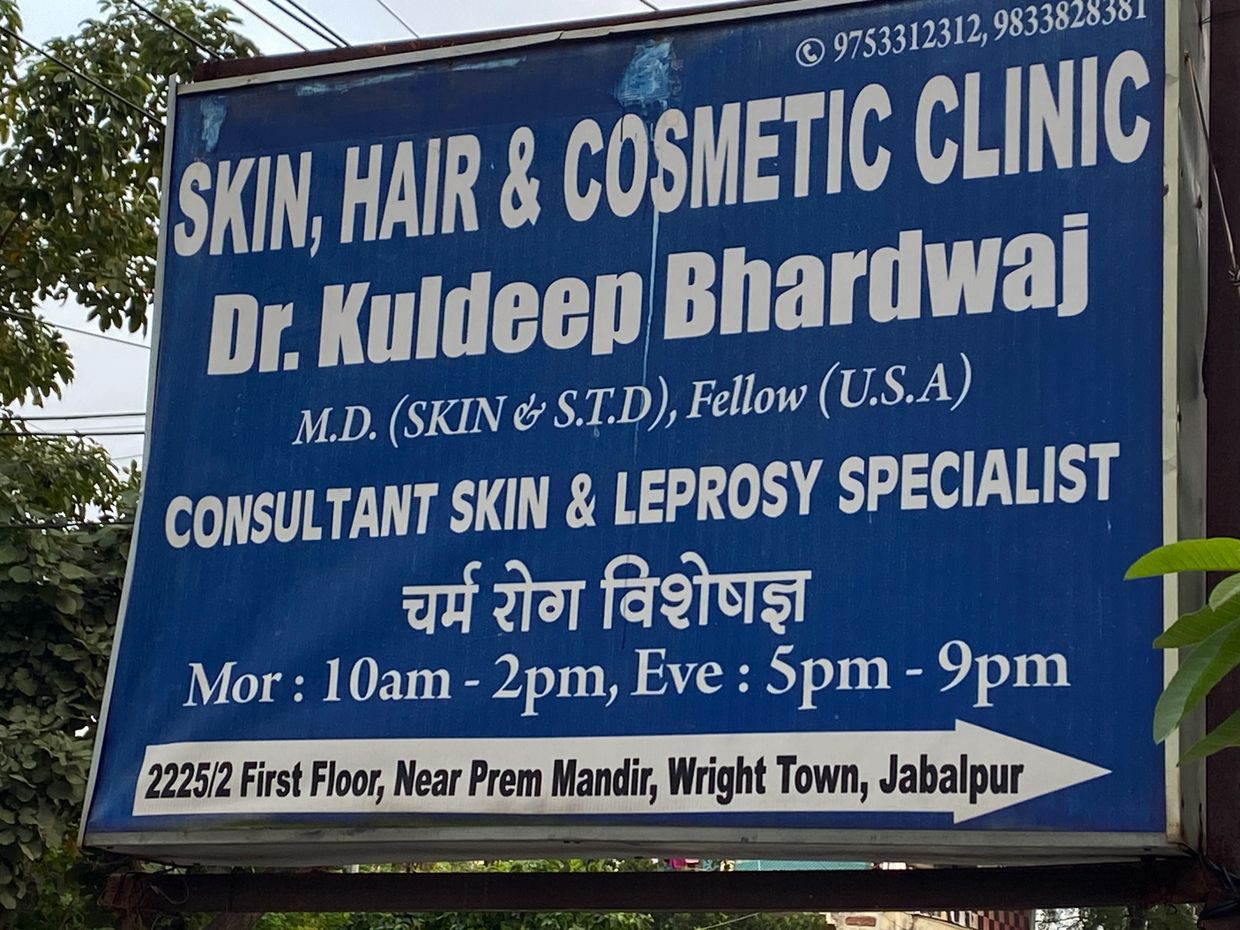 9753312312, 9833828381
SKIN, HAIR & COSMETIC CLINIC
Dr. Kuldeep Bhardwaj
M.D. (SKIN & S.T.D), Fellow (U.S.A)
CONSULTANT SKIN & LEPROSY SPECIALIST
चर्म रोग विशेषज्ञ
Mor : 10am - 2pm, Eve : 5pm - 9pm
2225/2 First Floor, Near Prem Mandir, Wright Town, Jabalpur